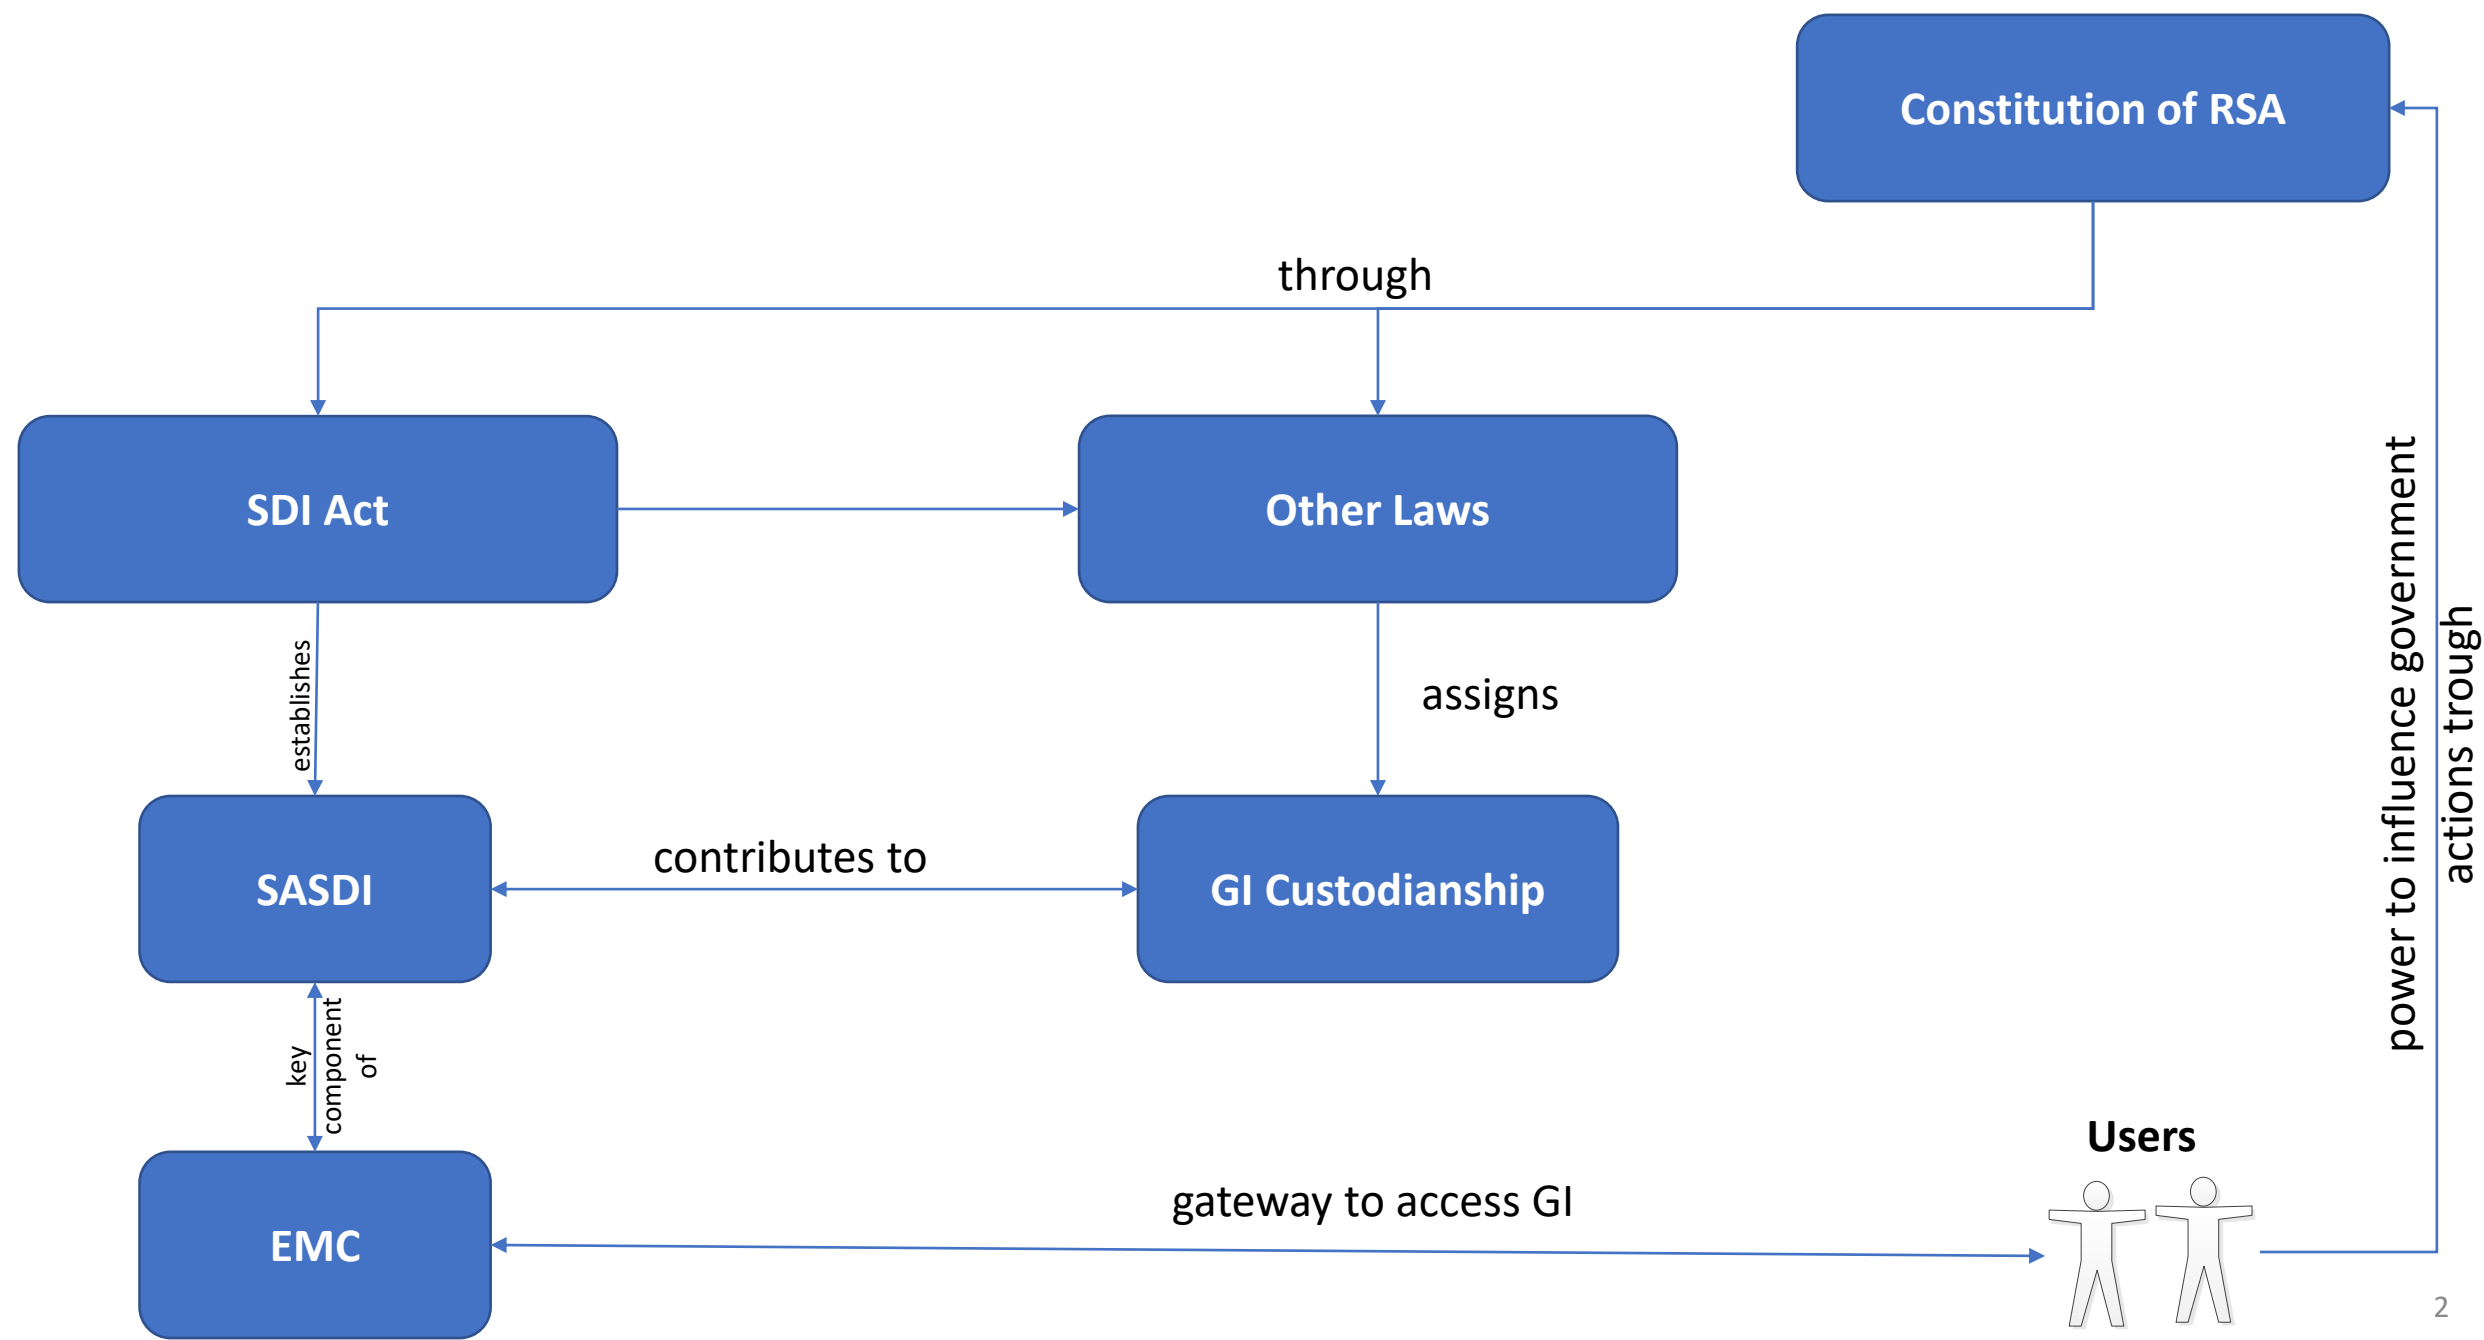 Constitution of RSA
through
SDI Act
Other Laws
establishes
assigns
power to influence government
actions trough
SASDI
contributes to
GI Custodianship
key
component
of
Users
EMC
gateway to access GI
2